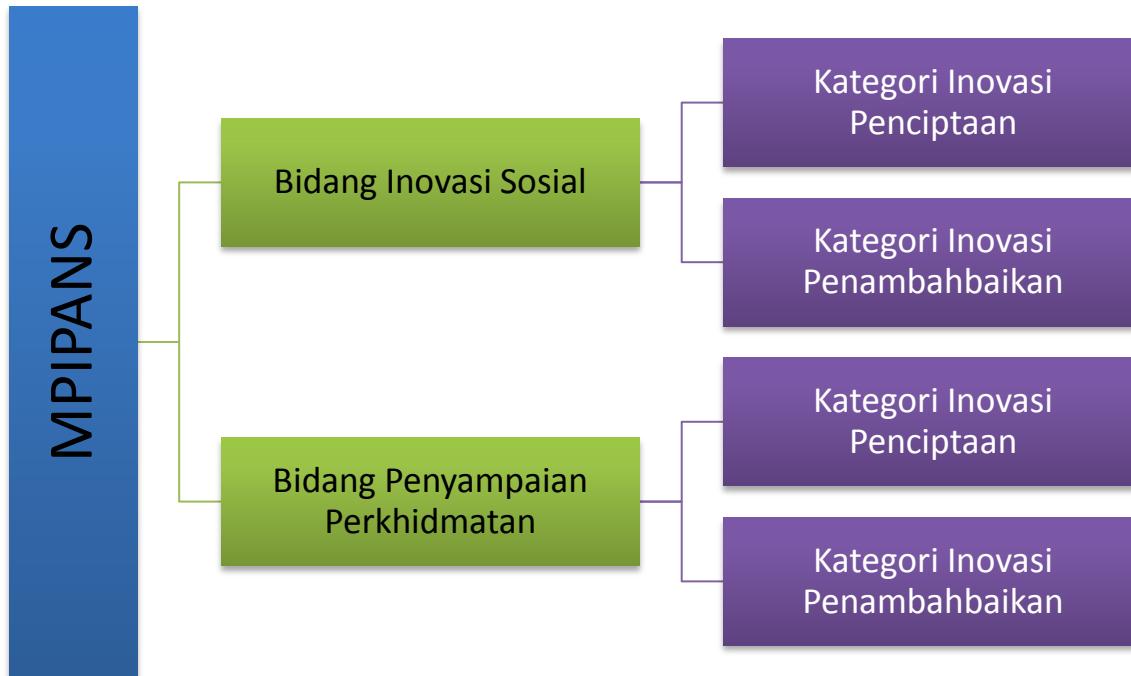 MPIPANS
Bidang Inovasi Sosial
Kategori Inovasi
Penciptaan
Kategori Inovasi
Penambahbaikan
Bidang Penyampaian
Perkhidmatan
Kategori Inovasi
Penciptaan
Kategori Inovasi
Penambahbaikan